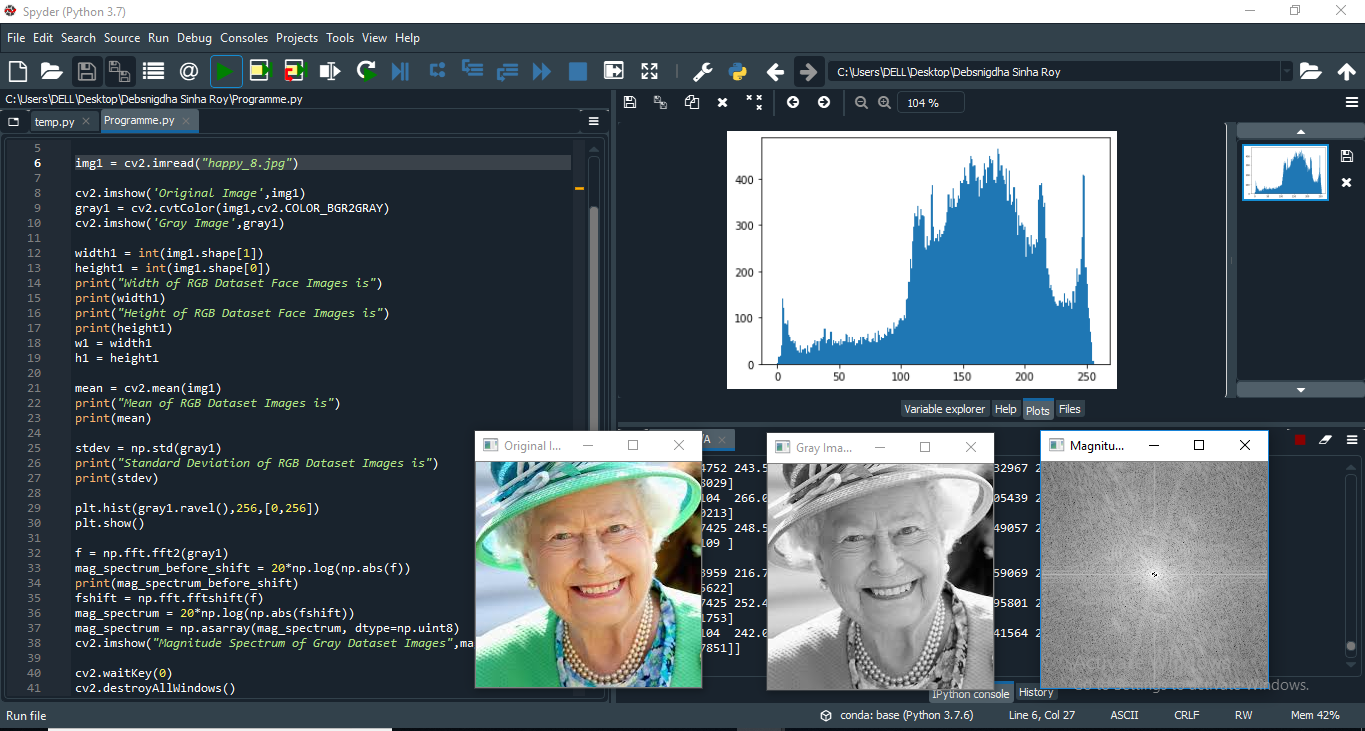 Spyder (Python 3.7)
File Edit Search Source Run Debug Consoles Projects Tools View Help
C:\Users\DELL\Desktop\Debsnigdha Sinha Roy
C:\Users\DELL\Desktop\Debsnigdha Sinha Roy\Programme.py
temp.py Programme.py
5
6 img1 = cv2.imread("happy_8.jpg")
7
8 cv2.imshow('Original Image',img1)
9 gray1 = cv2.cvtColor(img1,cv2.COLOR_BGR2GRAY)
10 cv2.imshow('Gray Image',gray1)
11
12 width1 = int(img1.shape[1])
13 height1 = int(img1.shape[0])
14 print("Width of RGB Dataset Face Images is")
15 print(width1)
16 print("Height of RGB Dataset Face Images is")
17 print(height1)
18 w1 = width1
19 h1 = height1
20
21 mean = cv2.mean(img1)
22 print("Mean of RGB Dataset Images is")
23 print(mean)
24
25 stdev = np.std(gray1)
26 print("Standard Deviation of RGB Dataset Images is")
27 print(stdev)
28
29 plt.hist(gray1.ravel(),256,[0,256])
30 plt.show()
31
32 f = np.fft.fft2(gray1)
33 mag_spectrum_before_shift = 20*np.log(np.abs(f))
34 print(mag_spectrum_before_shift)
35 fshift = np.fft.fftshift(f)
36 mag_spectrum = 20*np.log(np.abs(fshift))
37 mag_spectrum = np.asarray(mag_spectrum, dtype=np.uint8)
38 cv2.imshow("Magnitude Spectrum of Gray Dataset Images",ma
39
40 cv2.waitKey(0)
41 cv2.destroyAllWindows()
104 %
400
300
200
100
0
0 50 100 150 200 250
Variable explorer Help Plots Files
/A
Original I...
Gray Ima...
Magnitu...
4752 243.5 32967 2
3029]
104 266.0 05439 2
0213]
7425 248.5 49057 2
109 ]
3959 216.7 59069 2
5622]
7425 252.4 95801 2
1753]
104 242.0 41564 2
7851]]
Go to Settings to activate Windows.
IPython console History
Run file
conda: base (Python 3.7.6) Line 6, Col 27 ASCII CRLF RW Mem 42%